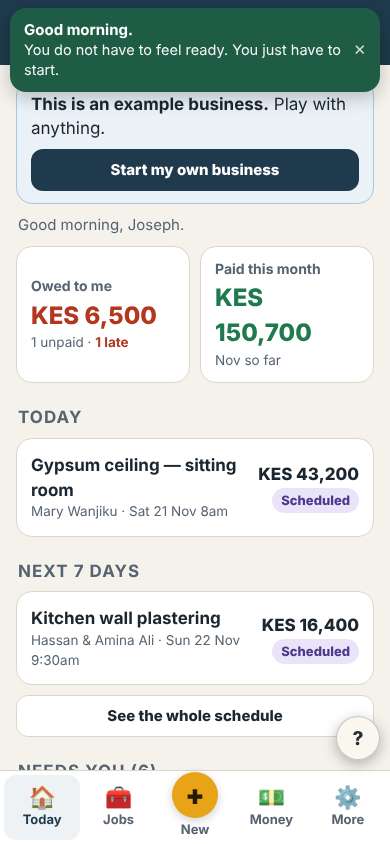 Good morning.
You do not have to feel ready. You just have to
start.
×
This is an example business. Play with
anything.
Start my own business
Good morning, Joseph.
Owed to me
KES 6,500
1 unpaid · 1 late
Paid this month
KES
150,700
Nov so far
TODAY
Gypsum ceiling — sitting
room
Mary Wanjiku · Sat 21 Nov 8am
KES 43,200
Scheduled
NEXT 7 DAYS
Kitchen wall plastering
Hassan & Amina Ali · Sun 22 Nov
9:30am
KES 16,400
Scheduled
See the whole schedule
?
NEEDS YOU (6)
Today
Jobs
+
New
Money
More